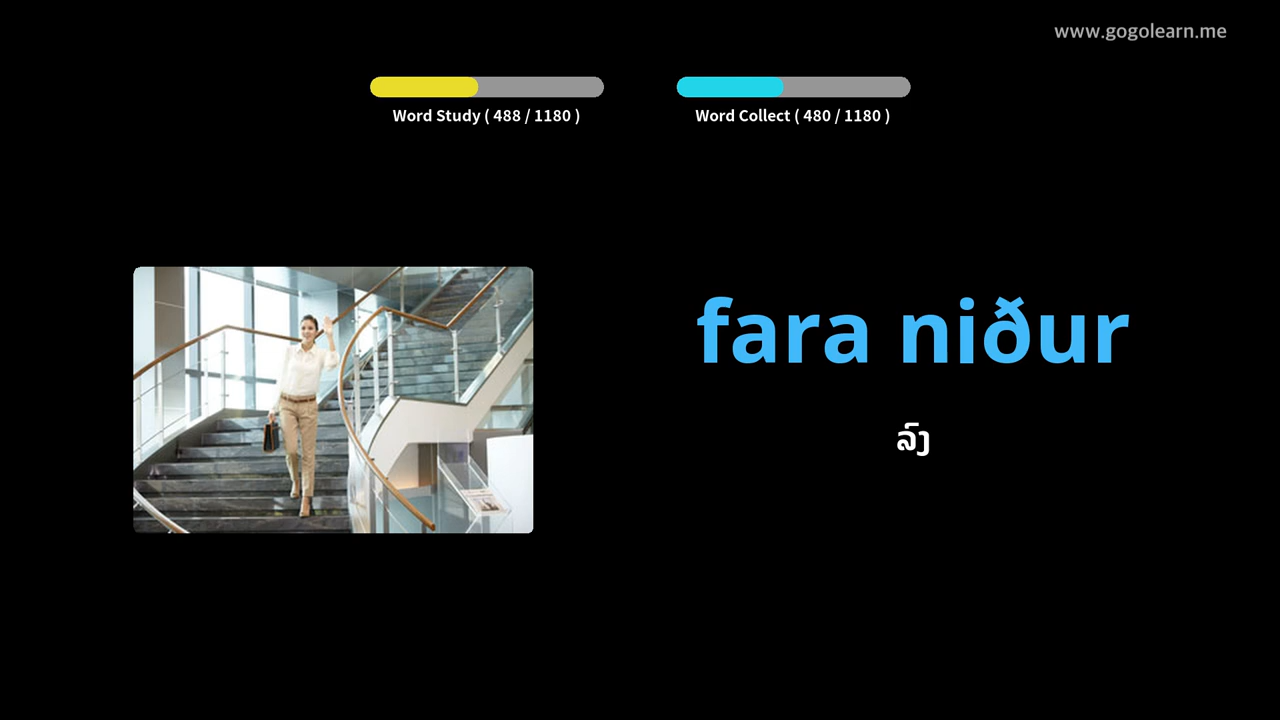 www.gogolearn.me
Word Study ( 488 / 1180 )
Word Collect ( 480 / 1180 )
fara niður
ລົງ